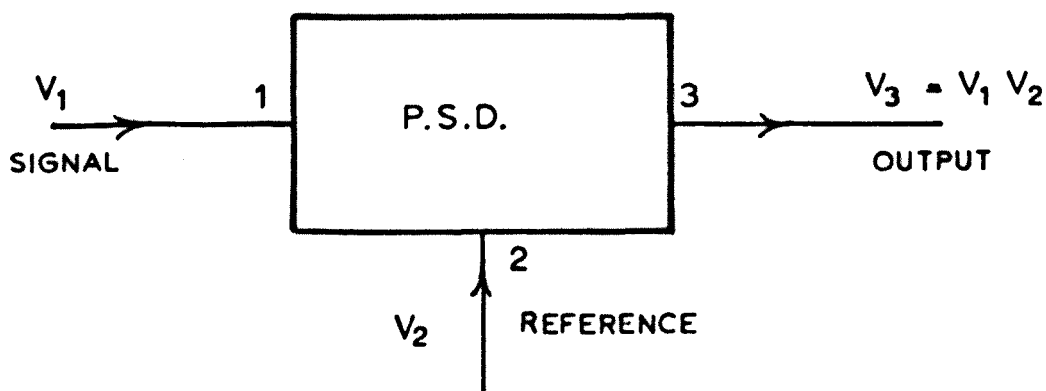 V₁
1
P.S.D.
3
V₃ = V₁ V₂
SIGNAL
OUTPUT
2
V₂
REFERENCE